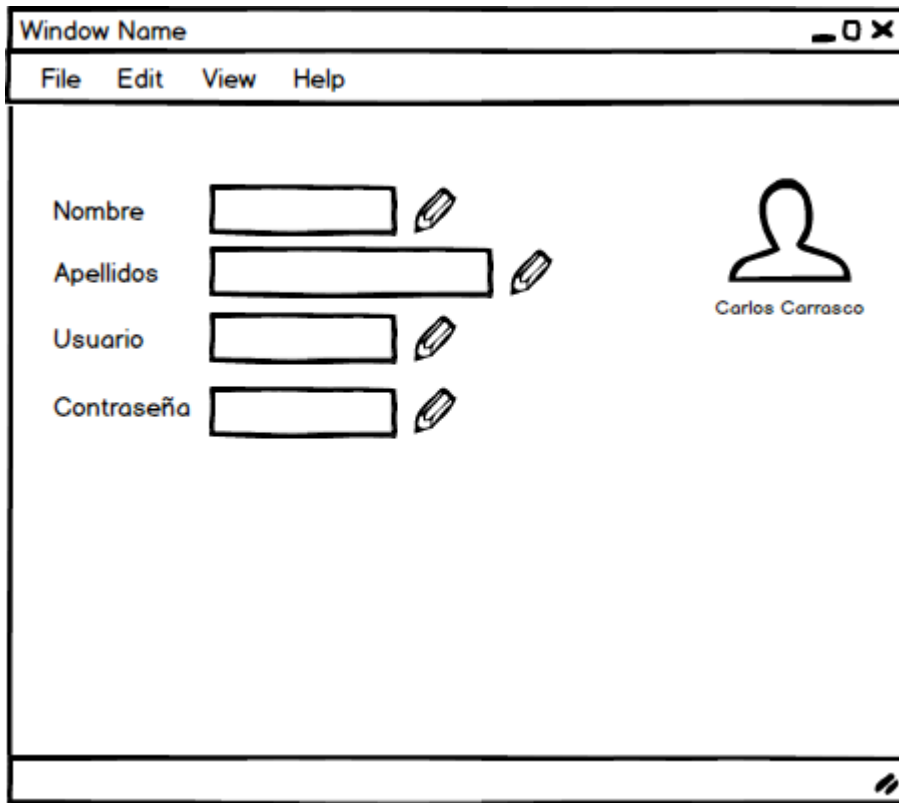 Window Name
File Edit View Help
Nombre
Apellidos
Carlos Carrasco
Usuario
Contraseña